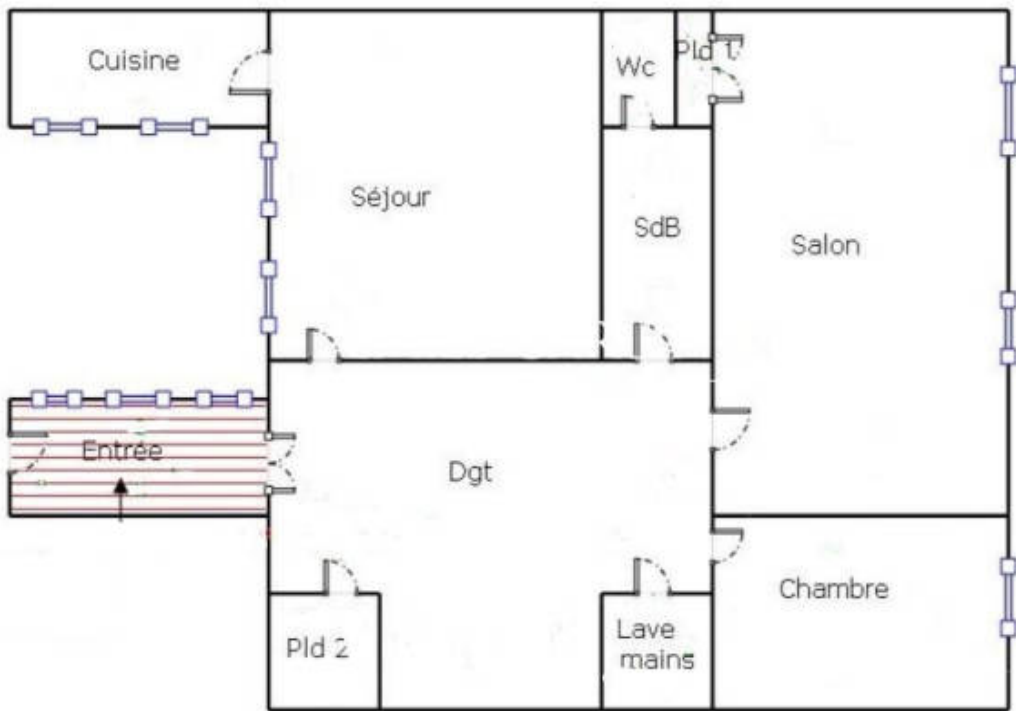 Cuisine
Wc
Pld 1
Séjour
SdB
Salon
Entrée
Dgt
Chambre
Pld 2
Lave
mains